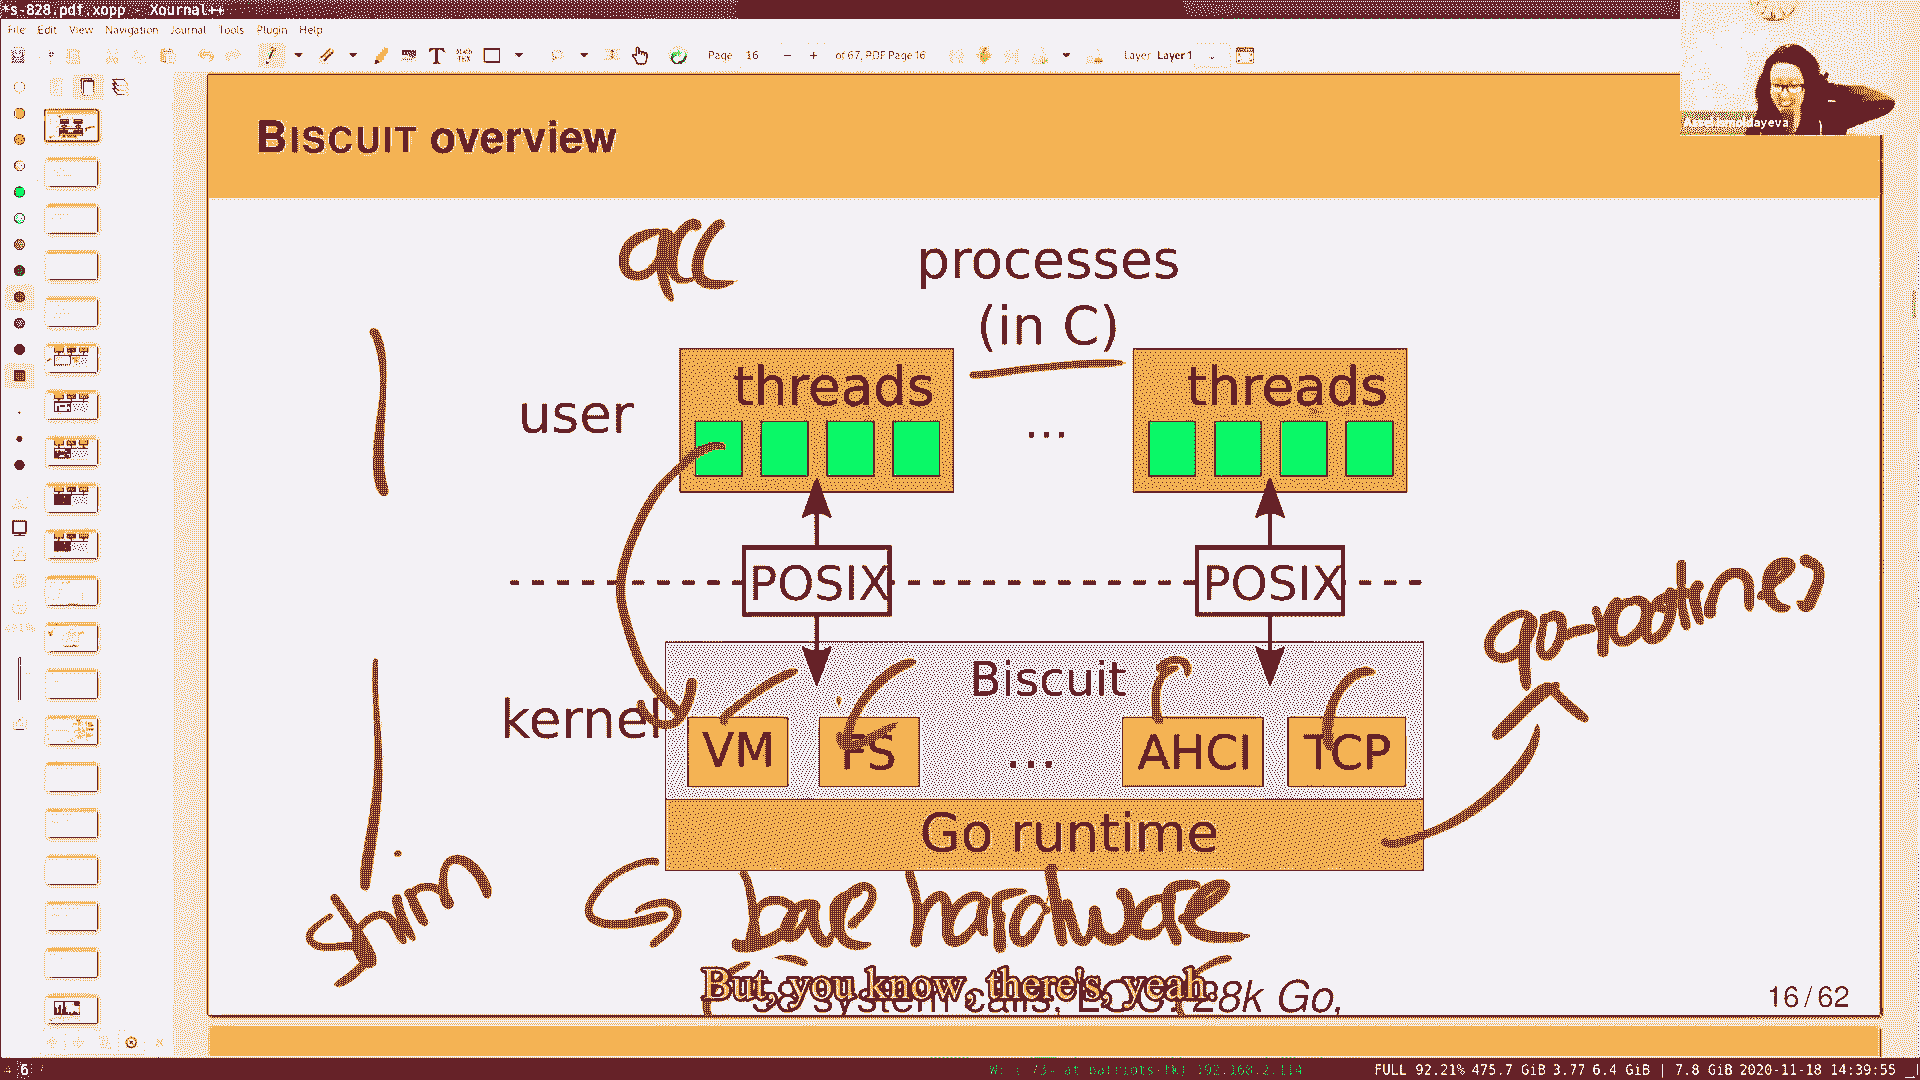 *s-828.pdf.xopp - Xournal++
File Edit View Navigation Journal Tools Plugin Help
Page 16 of 67, PDF Page 16 Layer Layer 1
BISCUIT overview
processes
(in C)
user
threads
...
threads
POSIX
POSIX
go-routines
kernel
Biscuit
VM
FS
...
AHCI
TCP
Go runtime
shim
bare hardware
But, you know, there's, yeah.
58 system calls, LOC: 28k Go,
16/62
6
FULL 92.21% 475.7 GiB 3.77 6.4 GiB | 7.8 GiB 2020-11-18 14:39:55